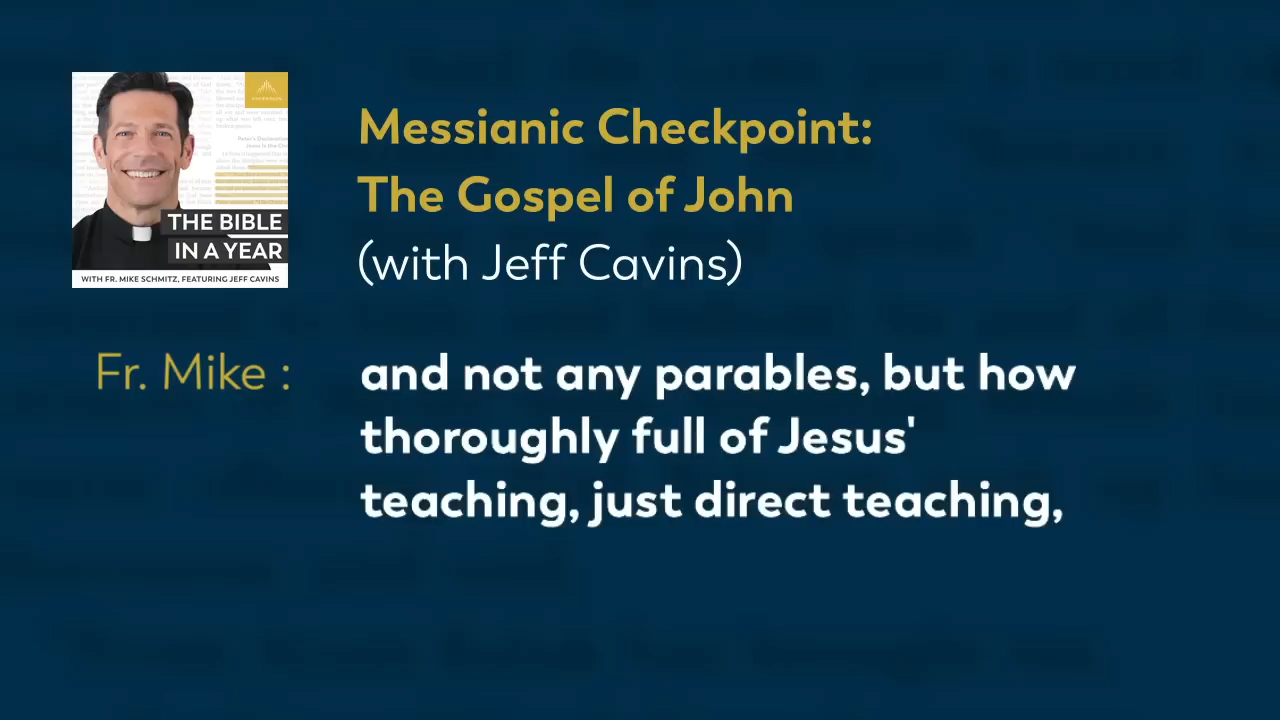 Messianic Checkpoint:
The Gospel of John
(with Jeff Cavins)
THE BIBLE
IN A YEAR
WITH FR. MIKE SCHMITZ, FEATURING JEFF CAVINS
Fr. Mike :
and not any parables, but how
thoroughly full of Jesus'
teaching, just direct teaching,